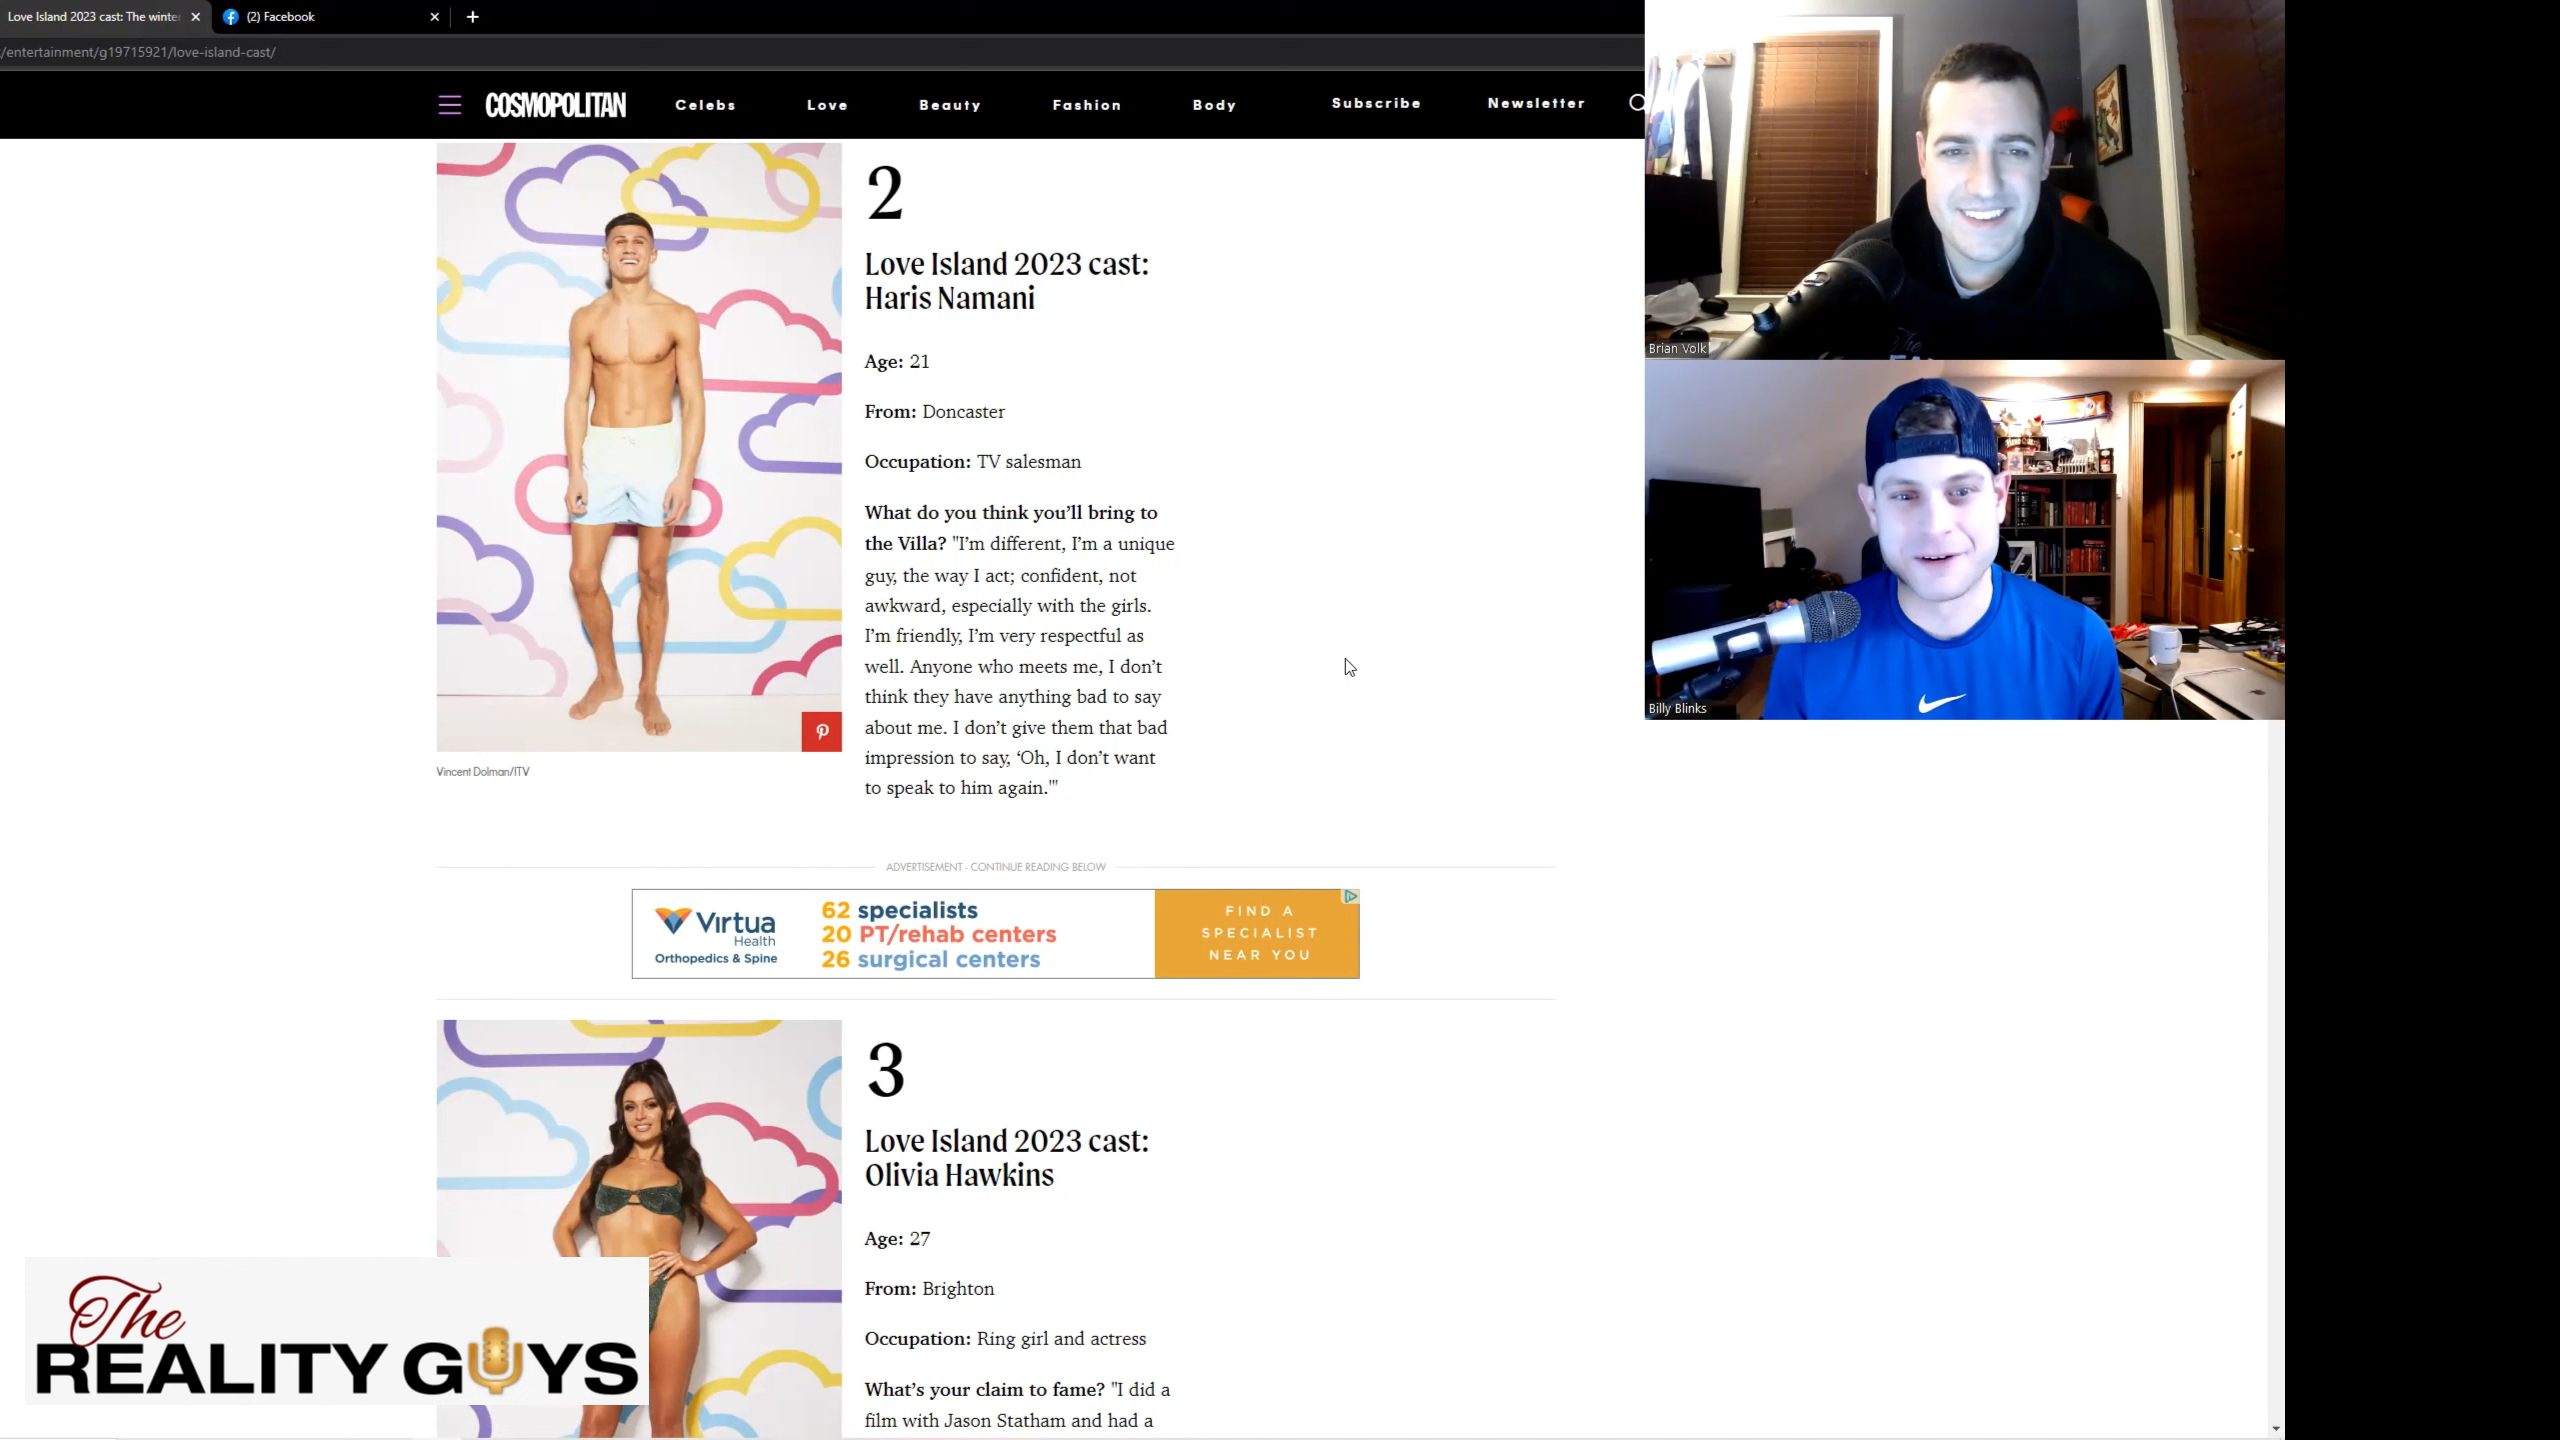 Love Island 2023 cast: The winte
(2) Facebook
/entertainment/g19715921/love-island-cast/
COSMOPOLITAN
Celebs
Love
Beauty
Fashion
Body
Subscribe
Newsletter
2
Love Island 2023 cast:
Haris Namani
Age: 21
From: Doncaster
Occupation: TV salesman
What do you think you’ll bring to
the Villa? "I’m different, I’m a unique
guy, the way I act; confident, not
awkward, especially with the girls.
I’m friendly, I’m very respectful as
well. Anyone who meets me, I don’t
think they have anything bad to say
about me. I don’t give them that bad
impression to say, ‘Oh, I don’t want
to speak to him again.’"
Vincent Dolman/ITV
Brian Volk
Billy Blinks
ADVERTISEMENT - CONTINUE READING BELOW
Virtua
Health
Orthopedics & Spine
62 specialists
20 PT/rehab centers
26 surgical centers
FIND A
SPECIALIST
NEAR YOU
3
Love Island 2023 cast:
Olivia Hawkins
Age: 27
From: Brighton
Occupation: Ring girl and actress
What’s your claim to fame? "I did a
film with Jason Statham and had a
The
REALITY GUYS